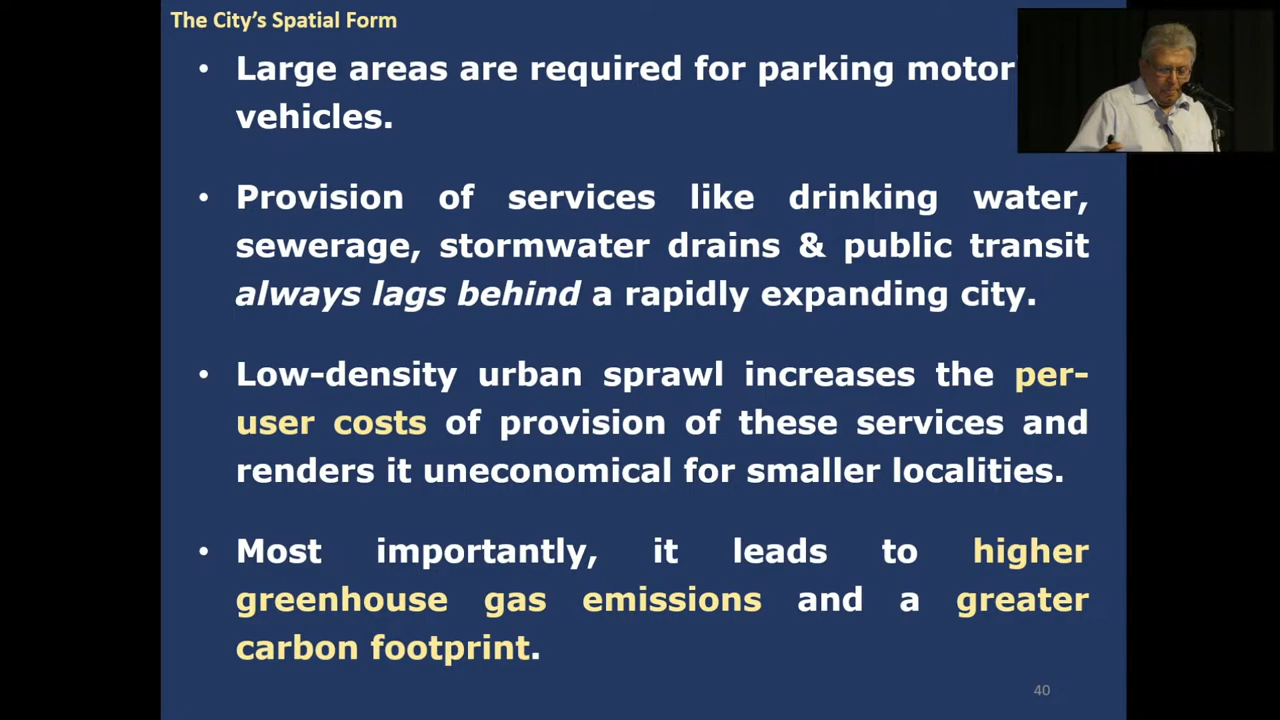 The City's Spatial Form
• Large areas are required for parking motor
vehicles.
• Provision of services like drinking water,
sewerage, stormwater drains & public transit
always lags behind a rapidly expanding city.
• Low-density urban sprawl increases the per-
user costs of provision of these services and
renders it uneconomical for smaller localities.
• Most importantly, it leads to higher
greenhouse gas emissions and a greater
carbon footprint.
40